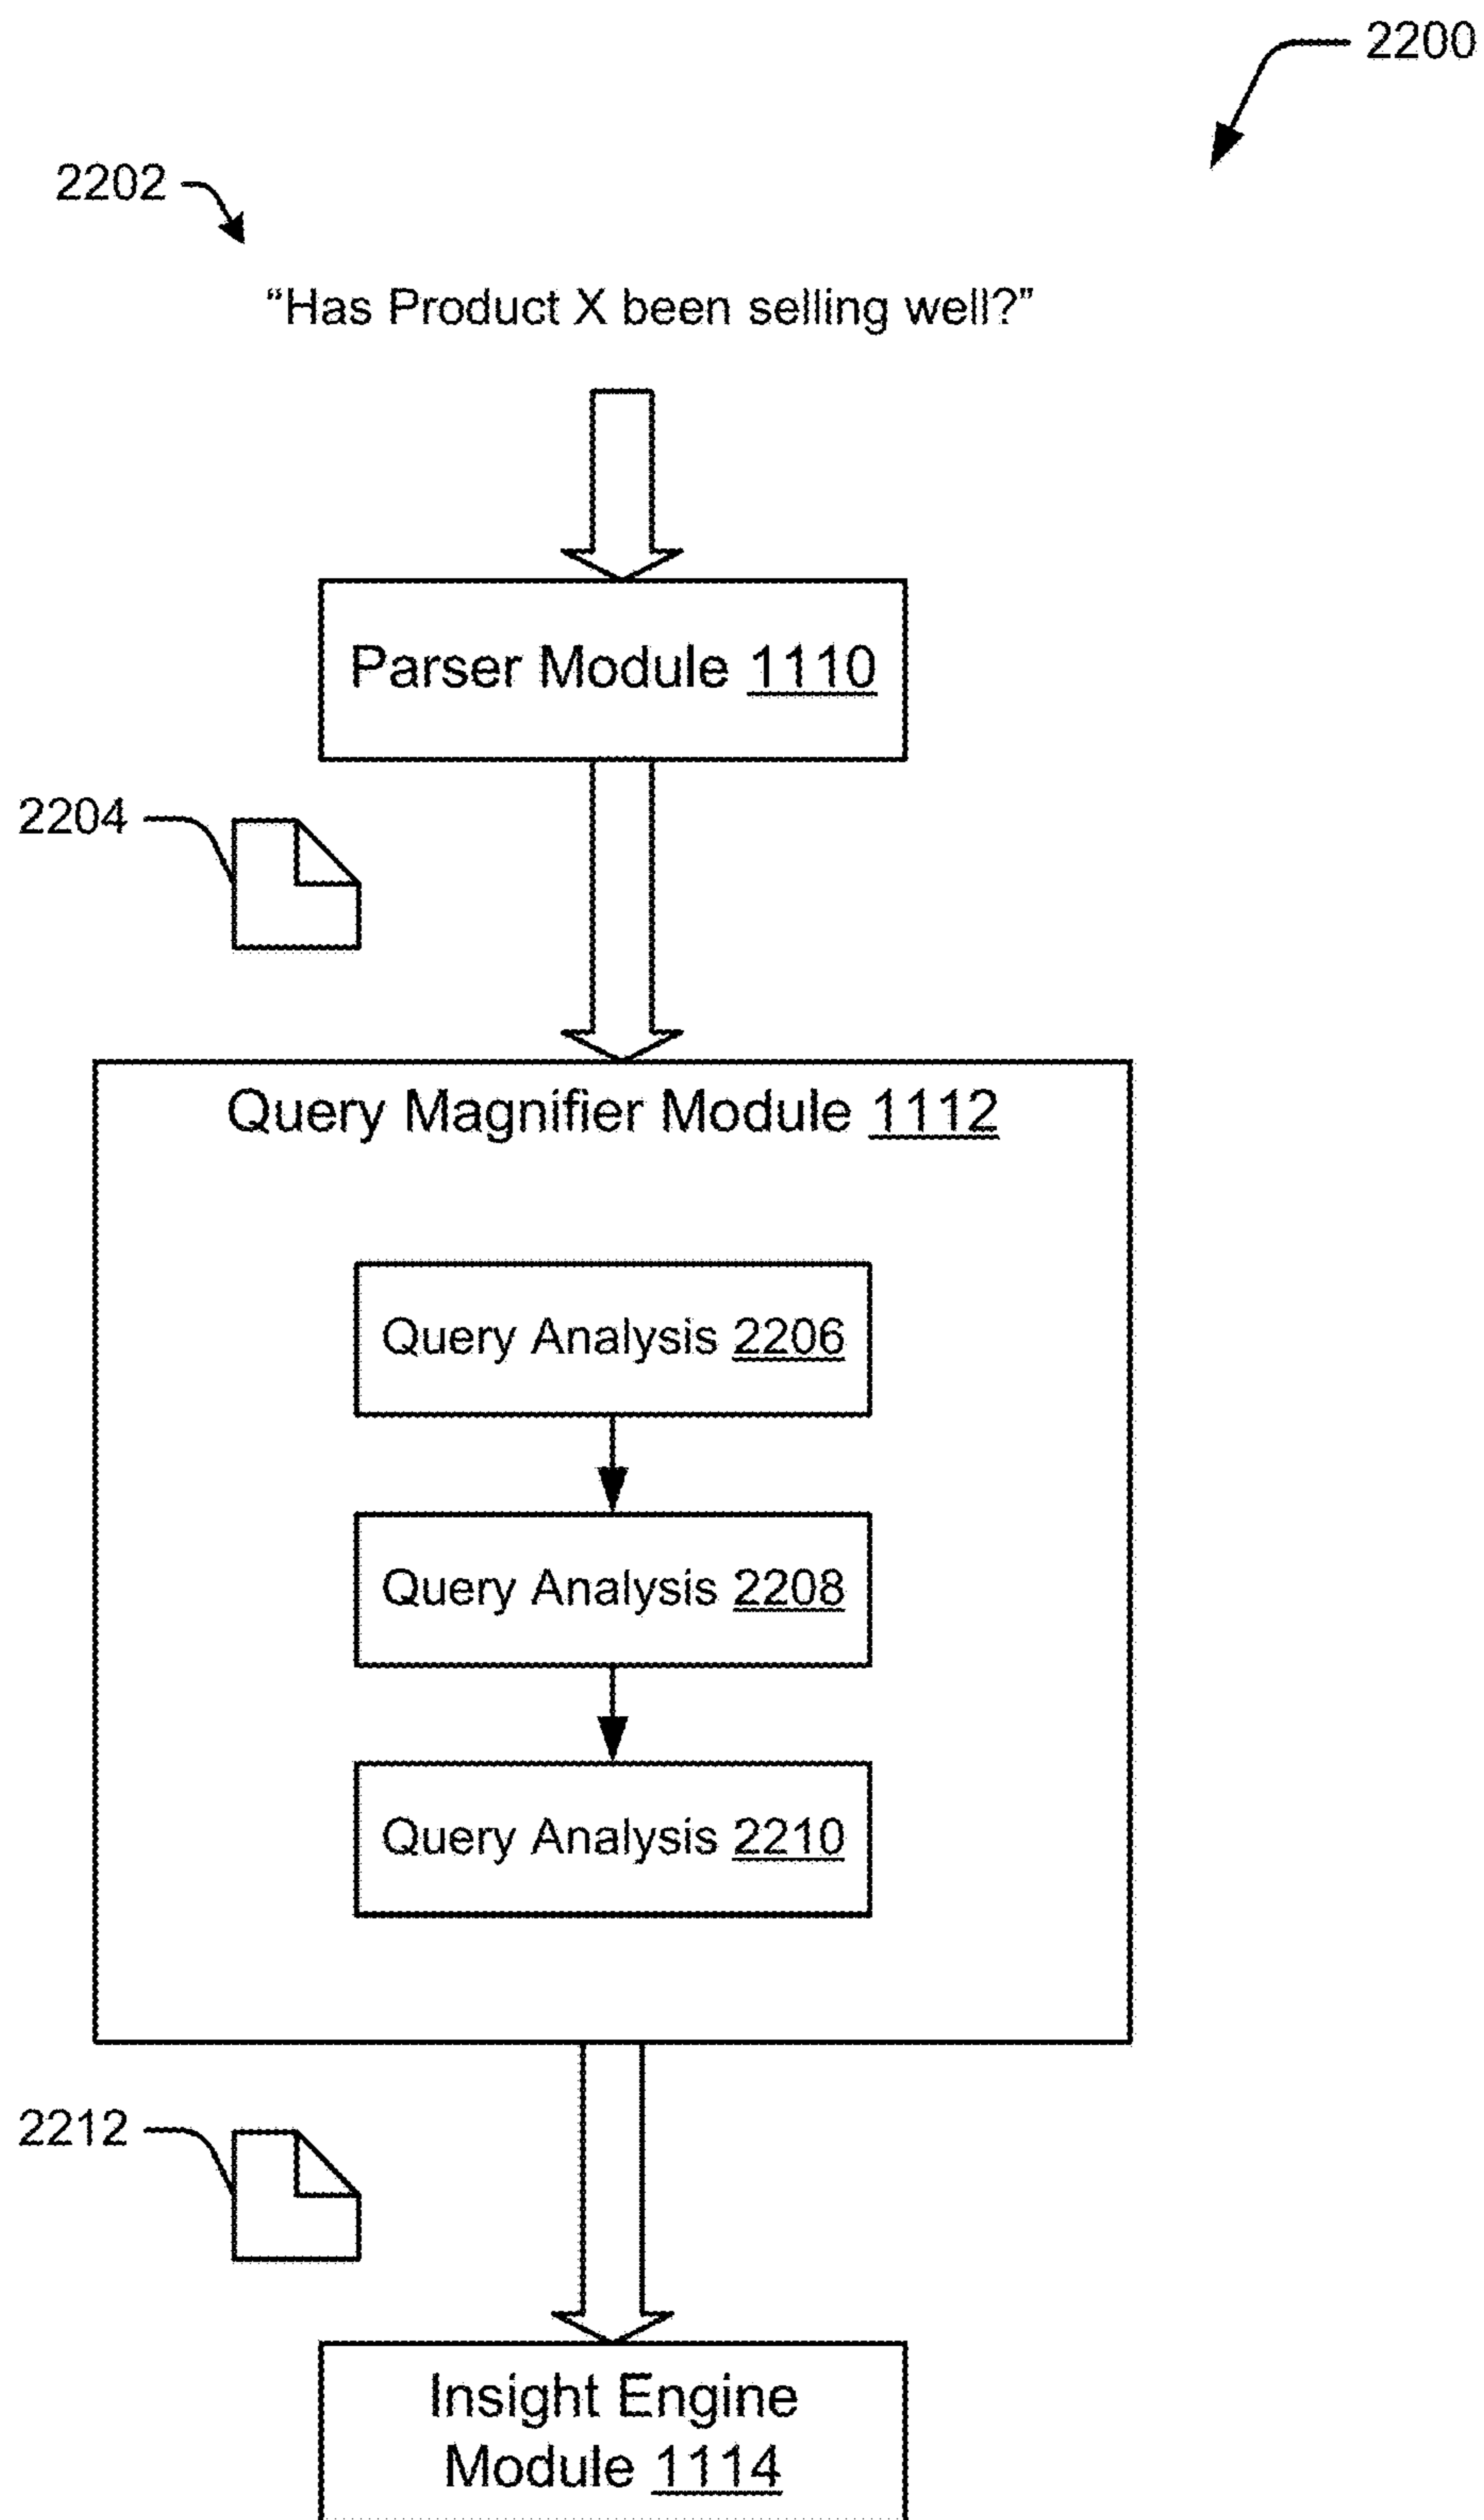 2200
2202
“Has Product X been selling well?”
Parser Module 1110
2204
Query Magnifier Module 1112
Query Analysis 2206
Query Analysis 2208
Query Analysis 2210
2212
Insight Engine
Module 1114